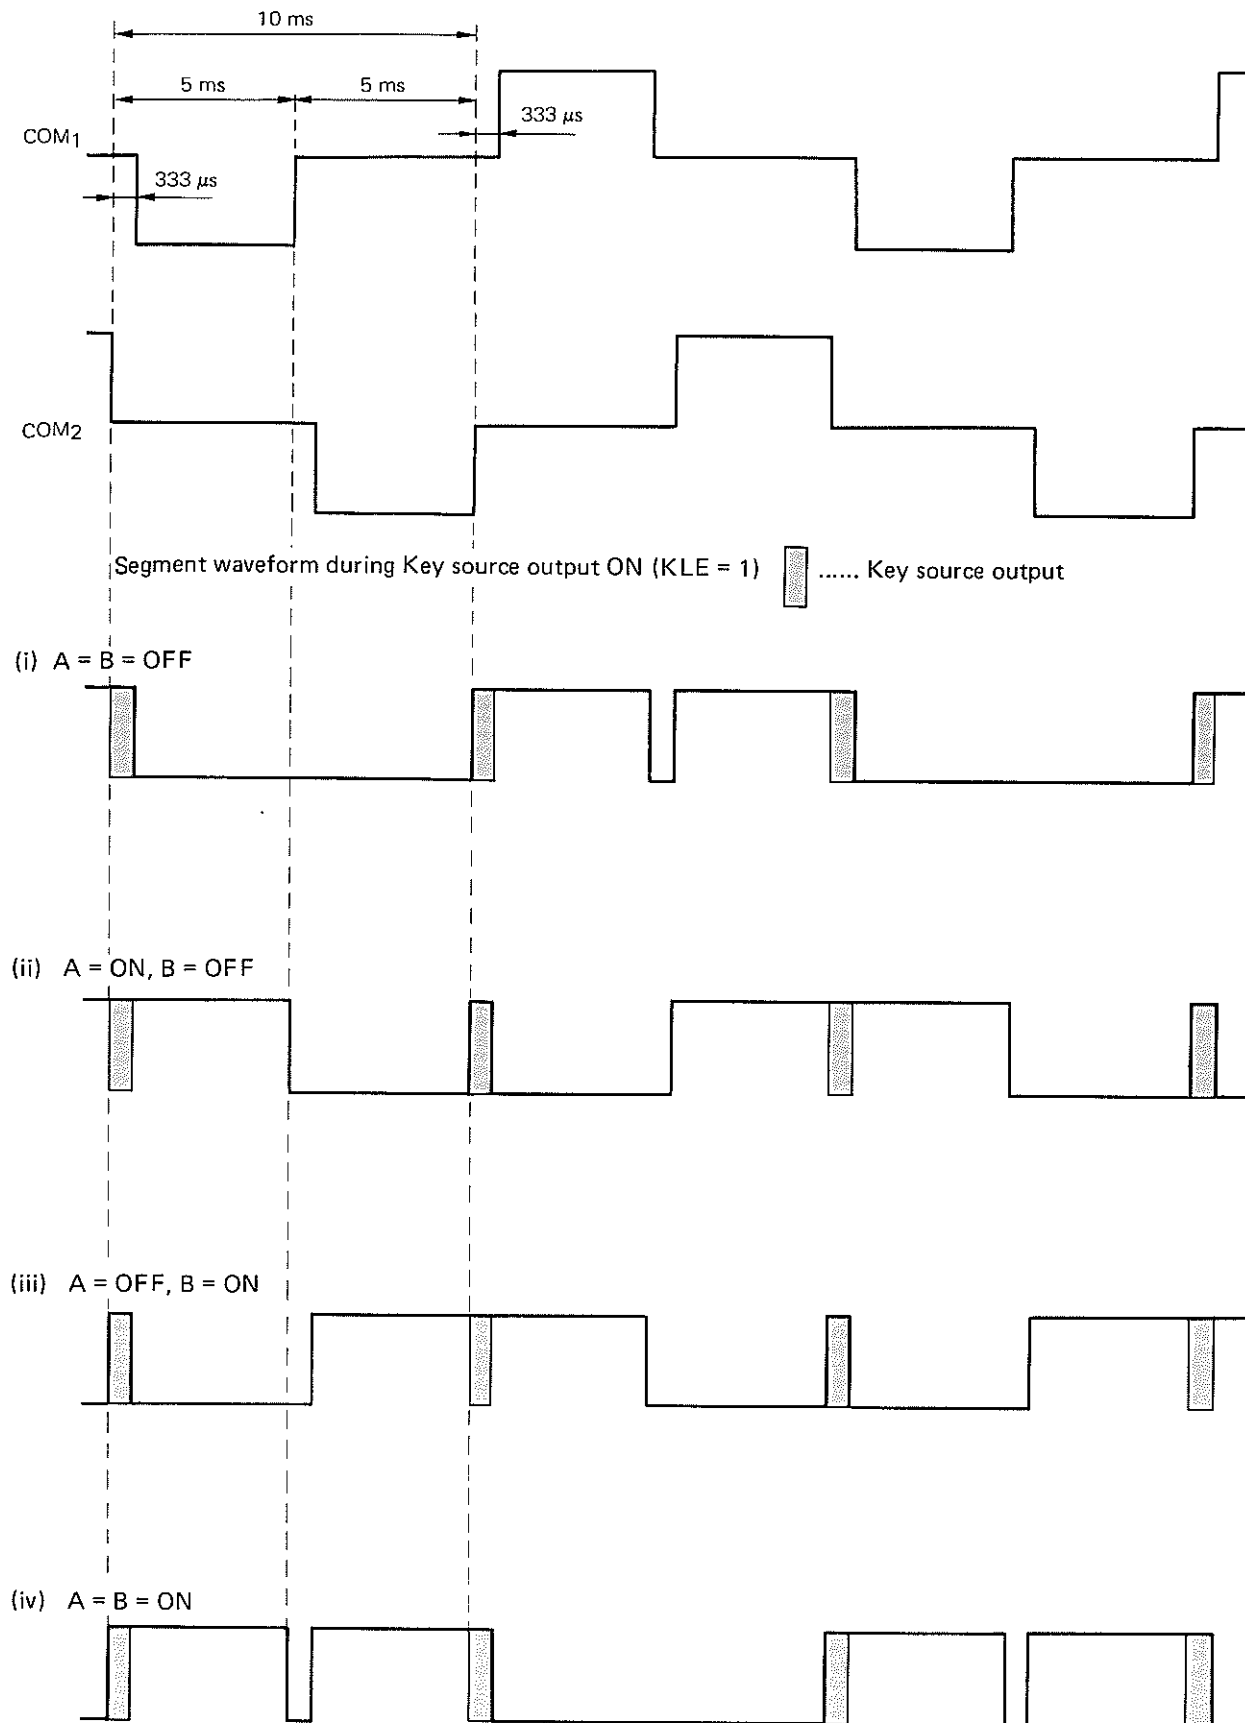 10 ms
5 ms 5 ms
333 μs
COM1
333 μs
COM2
Segment waveform during Key source output ON (KLE = 1) ...... Key source output
(i) A = B = OFF
(ii) A = ON, B = OFF
(iii) A = OFF, B = ON
(iv) A = B = ON